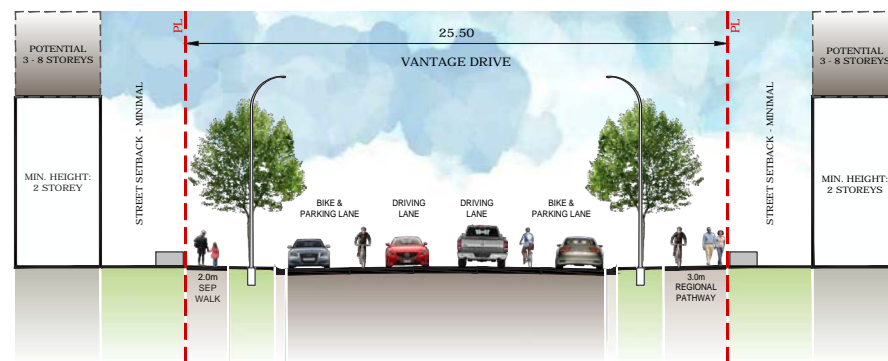 PL
25.50
PL
VANTAGE DRIVE
POTENTIAL
3 - 8 STOREYS
POTENTIAL
3 - 8 STOREYS
STREET SETBACK - MINIMAL
STREET SETBACK - MINIMAL
MIN. HEIGHT:
2 STOREY
MIN. HEIGHT:
2 STOREYS
BIKE &
PARKING LANE
DRIVING
LANE
DRIVING
LANE
BIKE &
PARKING LANE
2.0m
SEP
WALK
3.0m
REGIONAL
PATHWAY